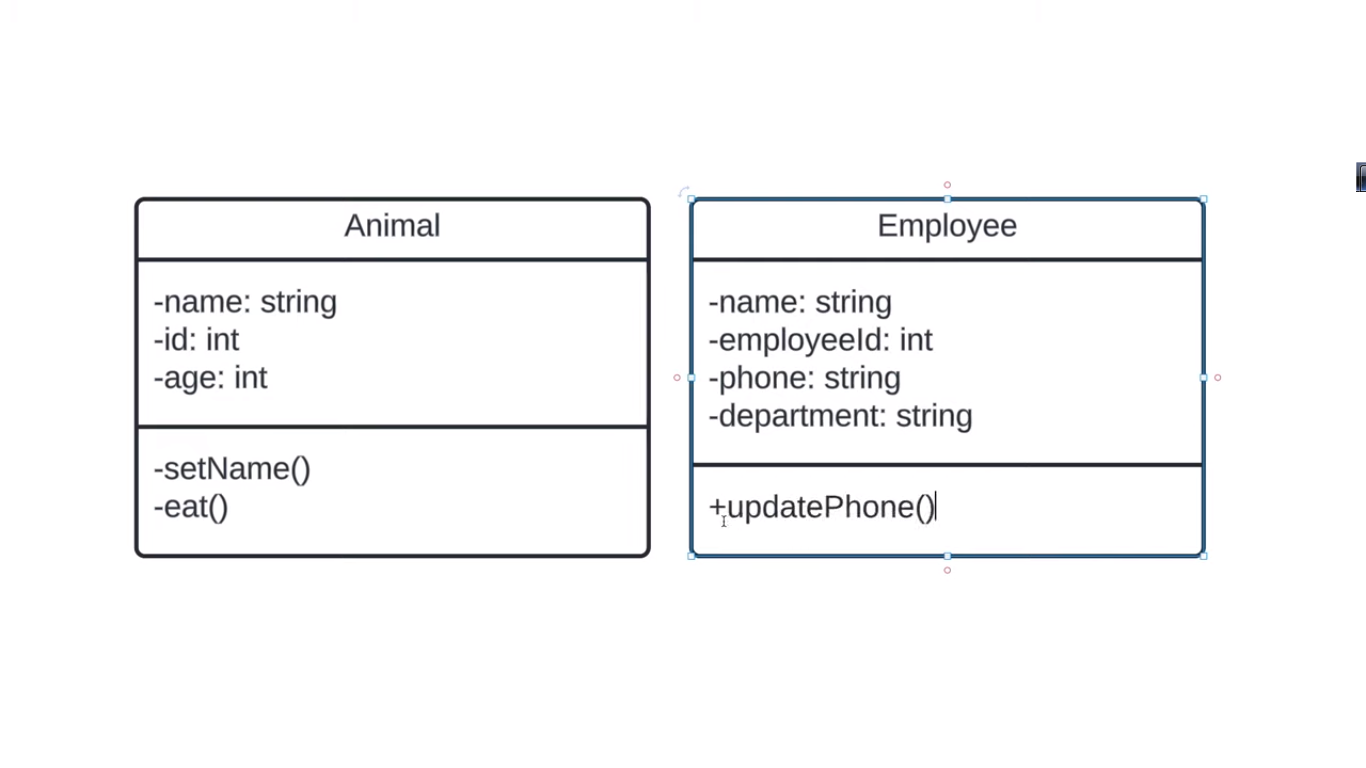 Animal
-name: string
-id: int
-age: int
-setName()
-eat()
Employee
-name: string
-employeeId: int
-phone: string
-department: string
+updatePhone()